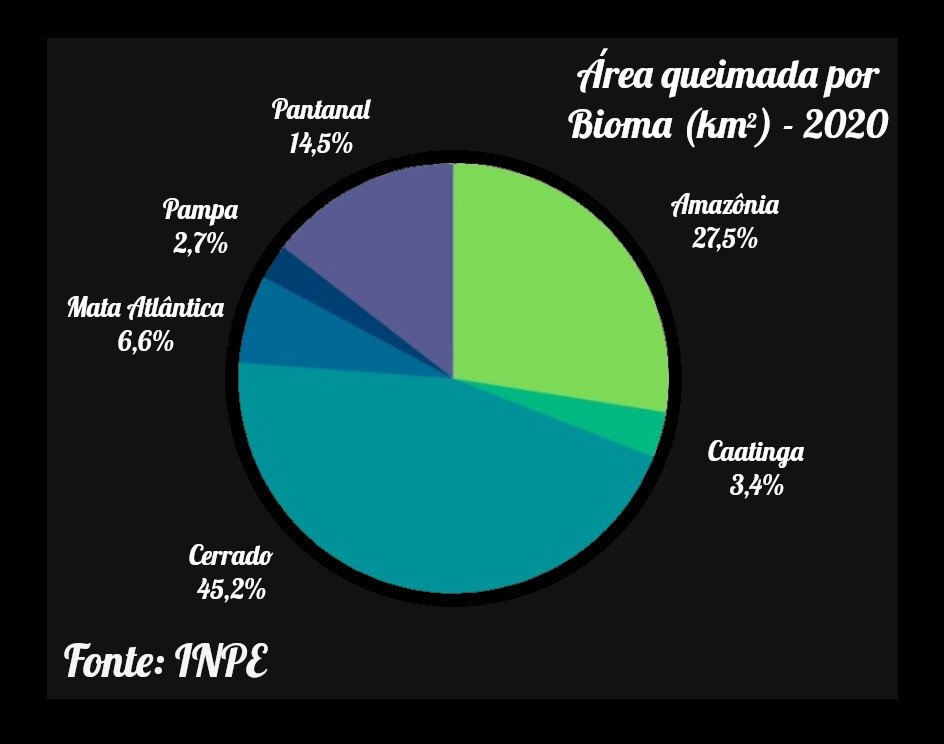 Área queimada por
Bioma (km²) - 2020
Pantanal
14,5%
Pampa
2,7%
Mata Atlântica
6,6%
Amazônia
27,5%
Caatinga
3,4%
Cerrado
45,2%
Fonte: INPE